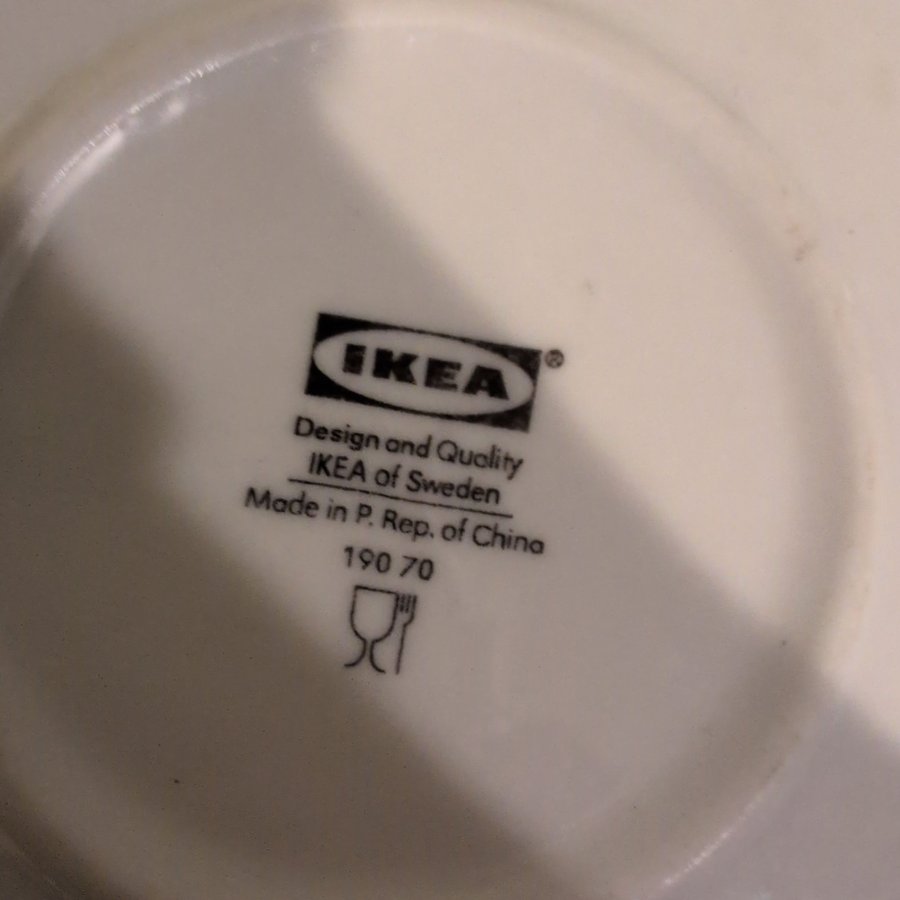 IKEA®
Design and Quality
IKEA of Sweden
Made in P. Rep. of China
190 70